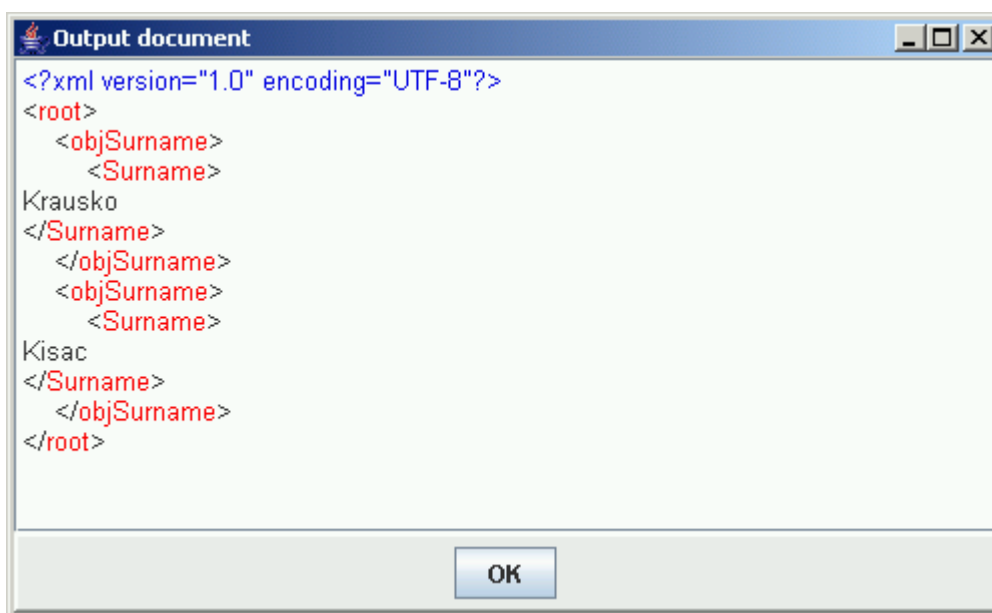 Output document
<?xml version="1.0" encoding="UTF-8"?>
<root>
<objSurname>
<Surname>
Krausko
</Surname>
</objSurname>
<objSurname>
<Surname>
Kisac
</Surname>
</objSurname>
</root>
OK